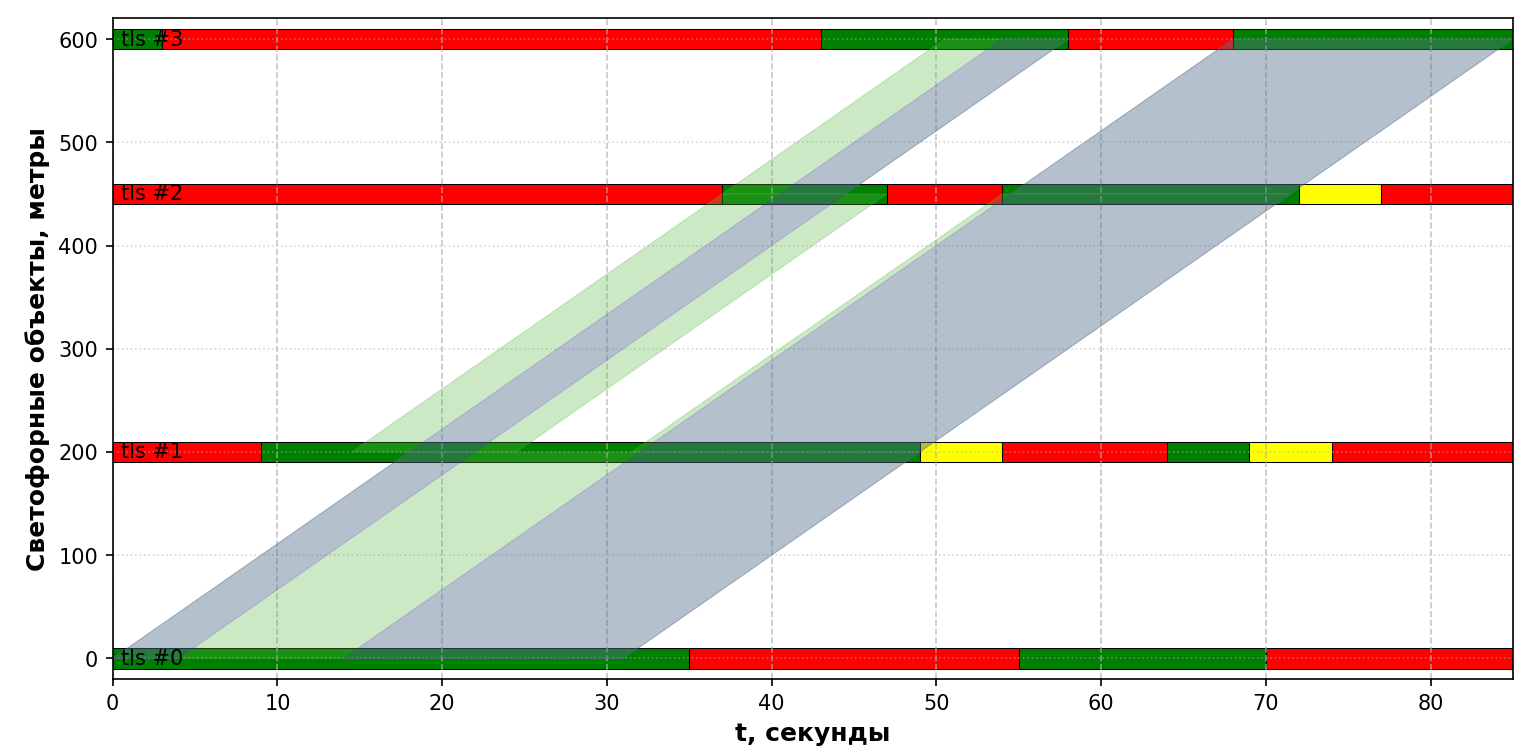 600
tls #3
500
tls #2
400
300
tls #1
200
100
tls #0
0
0 10 20 30 40 50 60 70 80
t, секунды
Светофорные объекты, метры